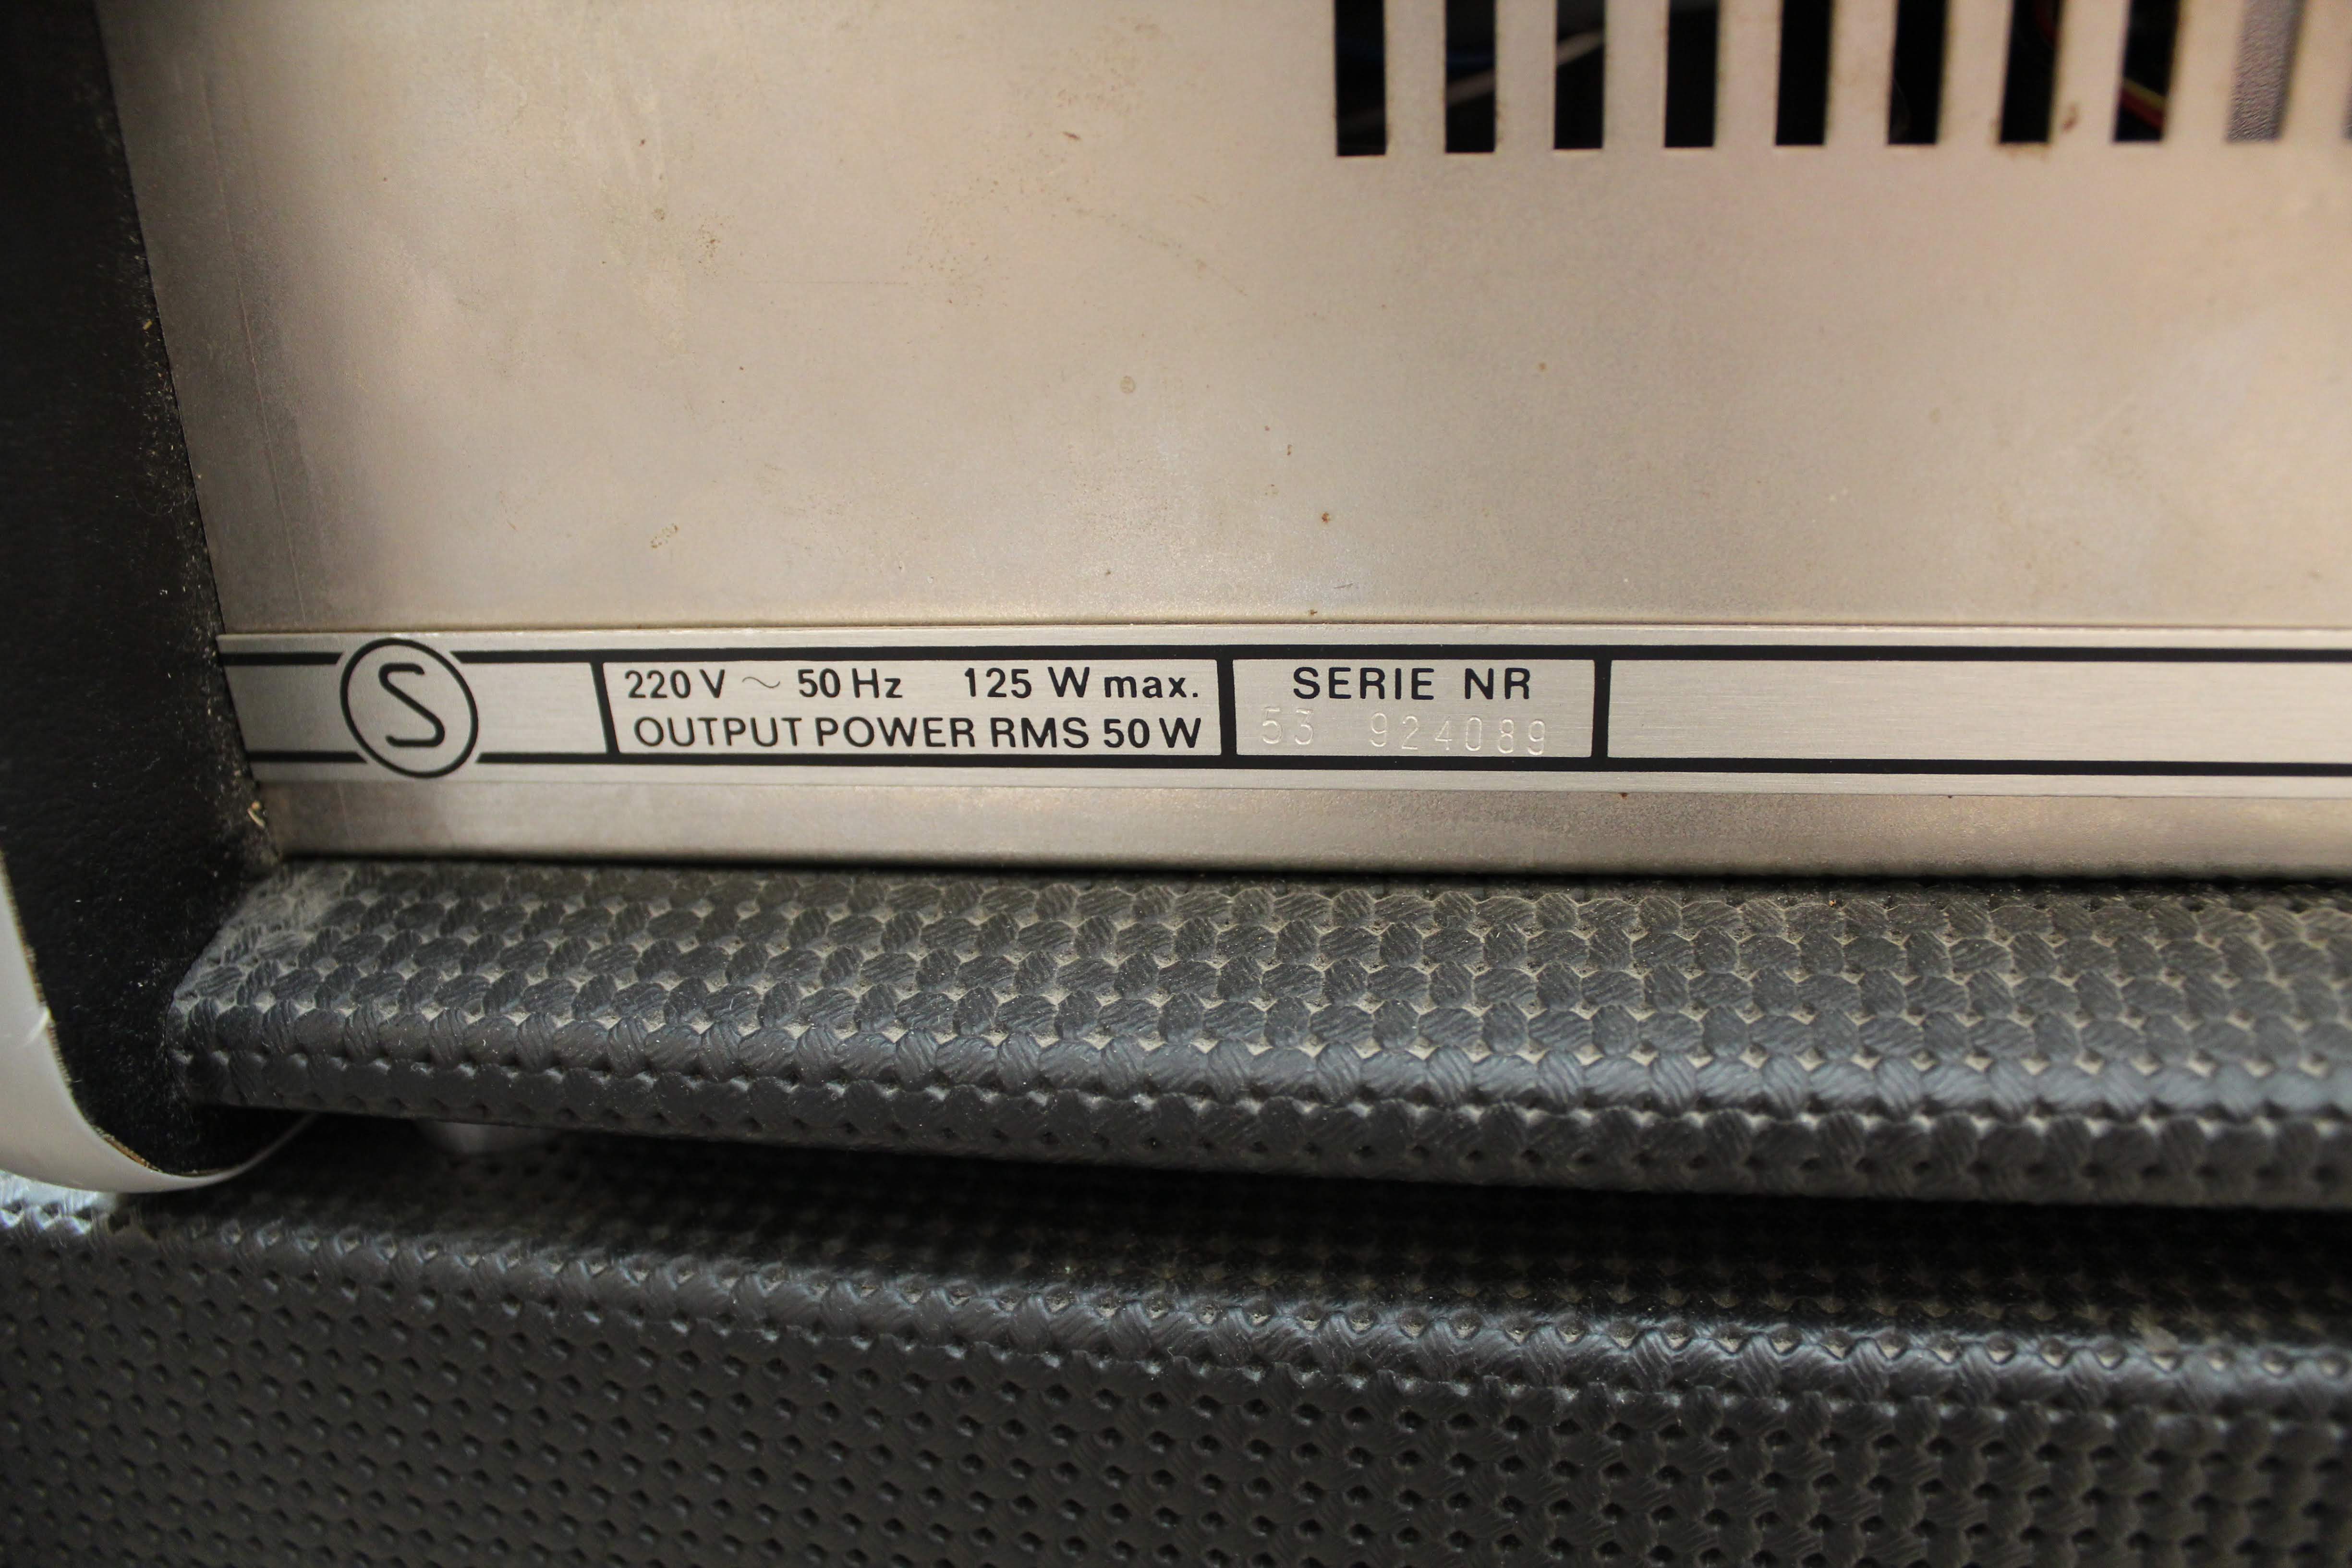 S
220 V ~ 50 Hz 125 W max.
OUTPUT POWER RMS 50 W
SERIE NR
53 924089